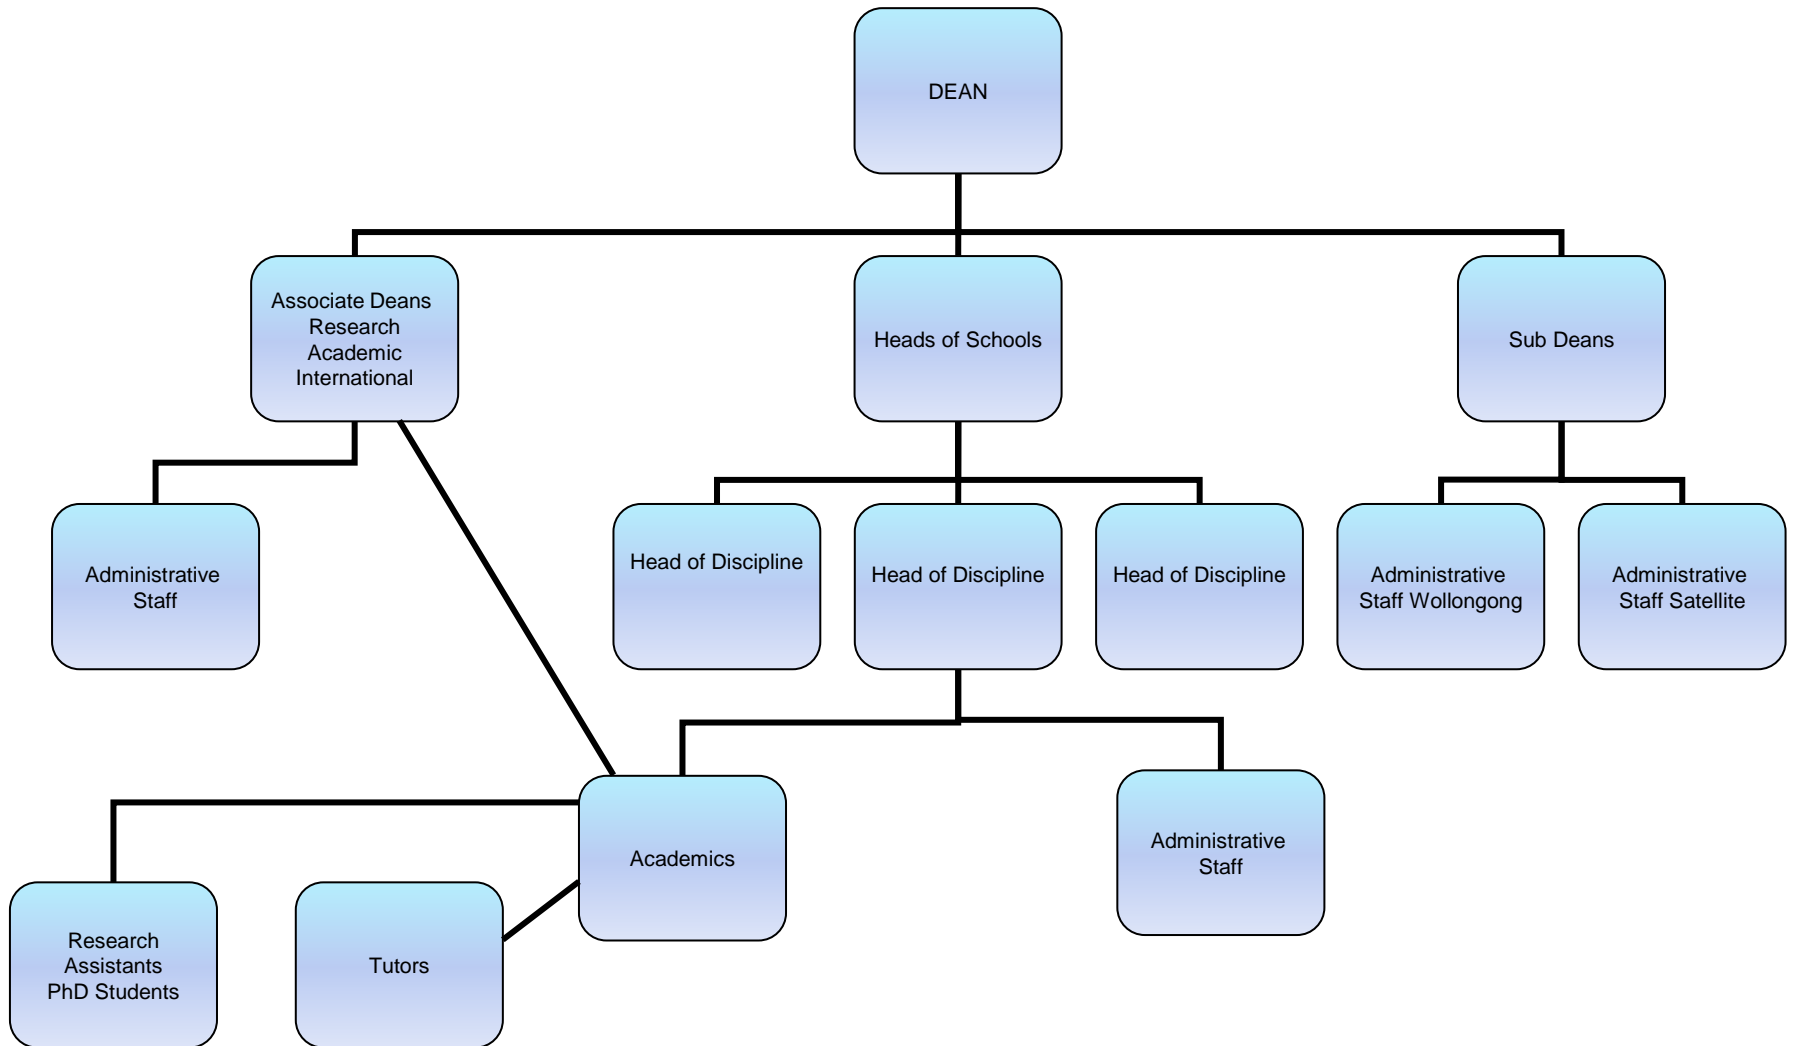 DEAN
Associate Deans
Research
Academic
International
Heads of Schools
Sub Deans
Administrative
Staff
Head of Discipline
Head of Discipline
Head of Discipline
Administrative
Staff Wollongong
Administrative
Staff Satellite
Academics
Administrative
Staff
Research
Assistants
PhD Students
Tutors